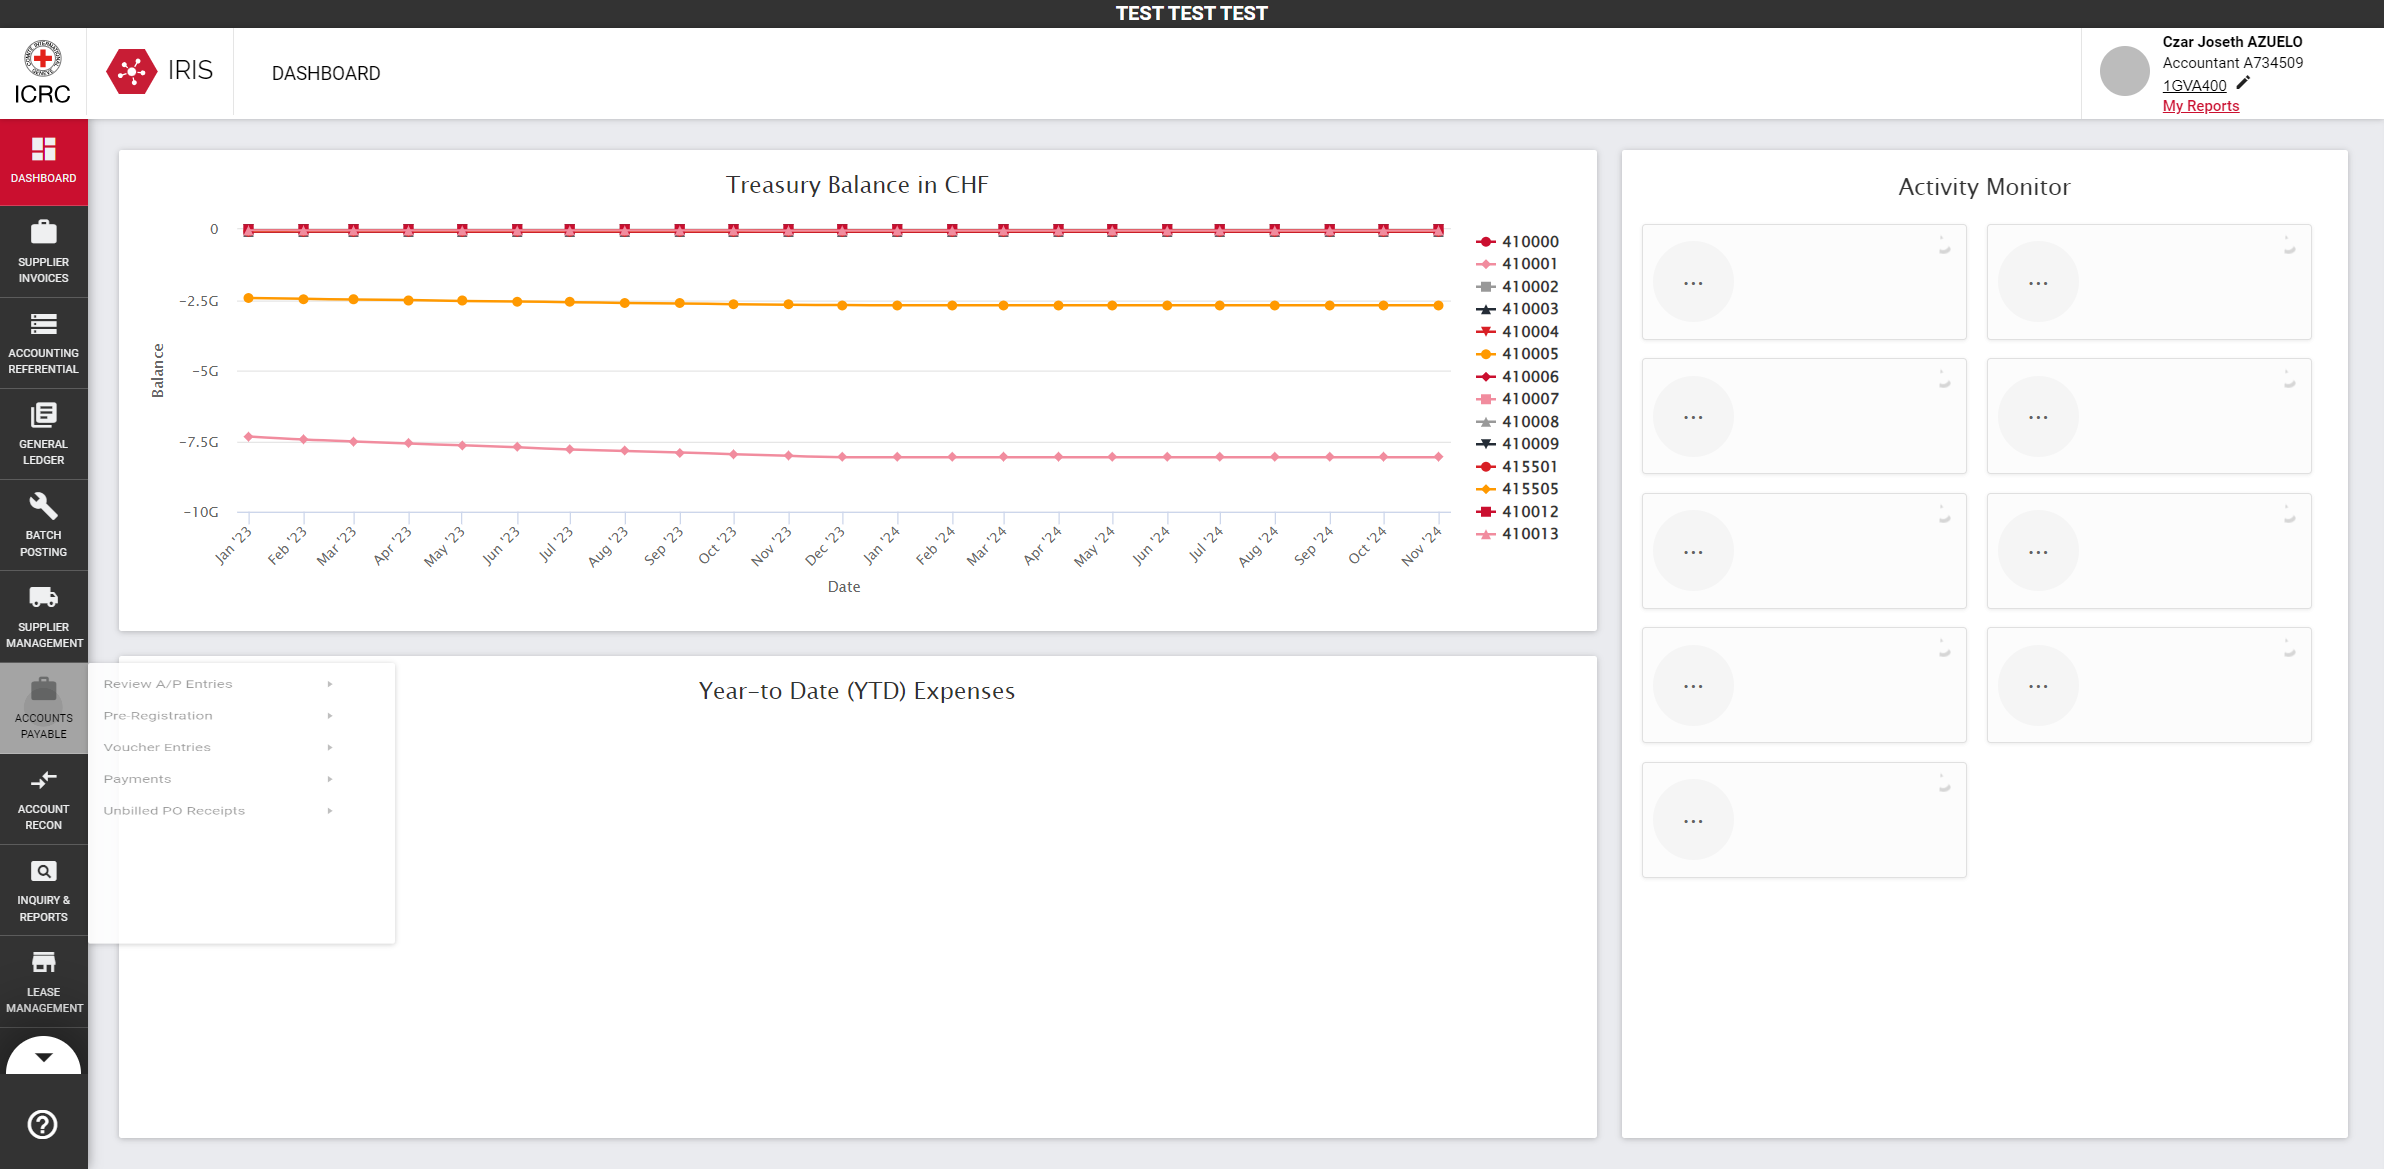 TEST TEST TEST
COMITE INTERNATIONAL GENEVE
ICRC
IRIS
DASHBOARD
Czar Joseth AZUELO
Accountant A734509
1GVA400
My Reports
DASHBOARD
SUPPLIER
INVOICES
ACCOUNTING
REFERENTIAL
GENERAL
LEDGER
BATCH
POSTING
SUPPLIER
MANAGEMENT
ACCOUNTS
PAYABLE
ACCOUNT
RECON
INQUIRY &
REPORTS
LEASE
MANAGEMENT
Review A/P Entries
Pre-Registration
Voucher Entries
Payments
Unbilled PO Receipts
Treasury Balance in CHF
Balance
0
−2.5G
−5G
−7.5G
−10G
Jan '23
Feb '23
Mar '23
Apr '23
May '23
Jun '23
Jul '23
Aug '23
Sep '23
Oct '23
Nov '23
Dec '23
Jan '24
Feb '24
Mar '24
Apr '24
May '24
Jun '24
Jul '24
Aug '24
Sep '24
Oct '24
Nov '24
Date
410000
410001
410002
410003
410004
410005
410006
410007
410008
410009
415501
415505
410012
410013
Year-to Date (YTD) Expenses
Activity Monitor
...
...
...
...
...
...
...
...
...